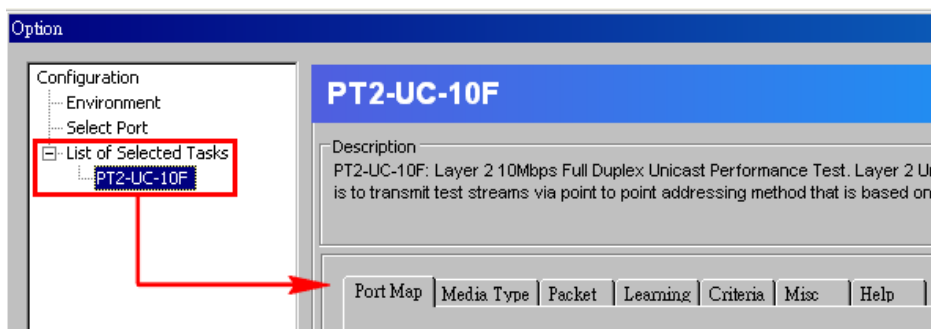 Option
Configuration
Environment
Select Port
List of Selected Tasks
PT2-UC-10F
PT2-UC-10F
Description
PT2-UC-10F: Layer 2 10Mbps Full Duplex Unicast Performance Test. Layer 2
is to transmit test streams via point to point addressing method that is based on
Port Map Media Type Packet Learning Criteria Misc Help